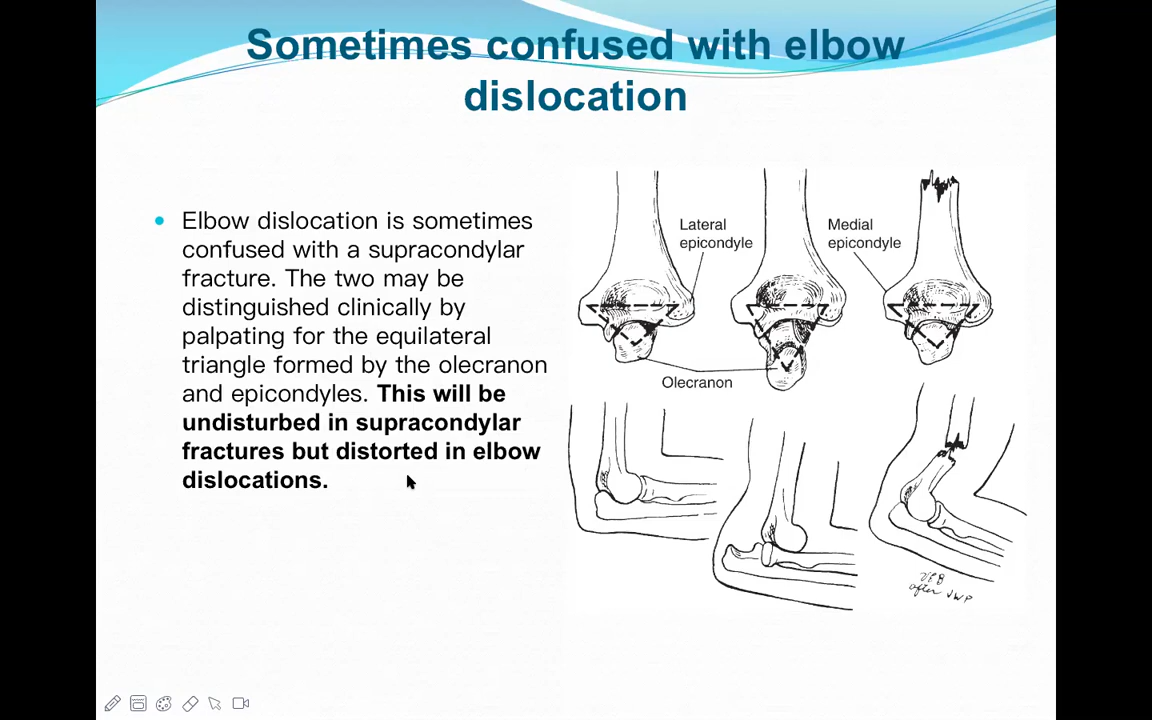 Sometimes confused with elbow
dislocation
Elbow dislocation is sometimes
confused with a supracondylar
fracture. The two may be
distinguished clinically by
palpating for the equilateral
triangle formed by the olecranon
and epicondyles. This will be
undisturbed in supracondylar
fractures but distorted in elbow
dislocations.
Lateral
epicondyle
Medial
epicondyle
Olecranon
after JWP